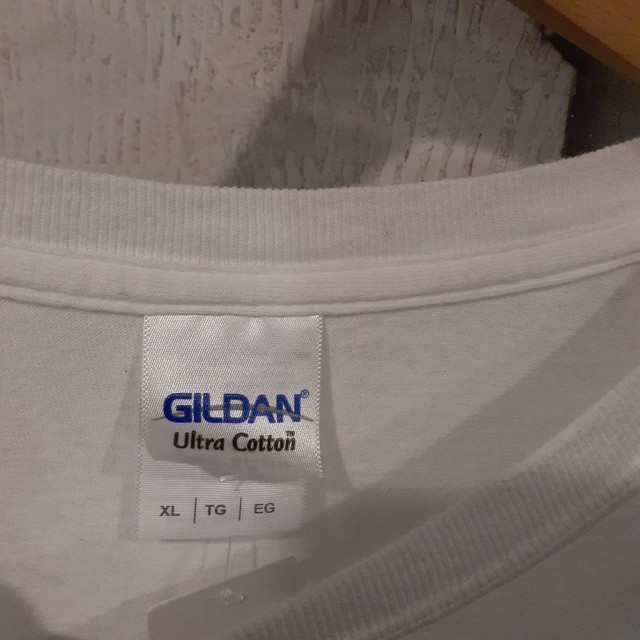 GILDAN®
Ultra Cotton™
XL | TG | EG